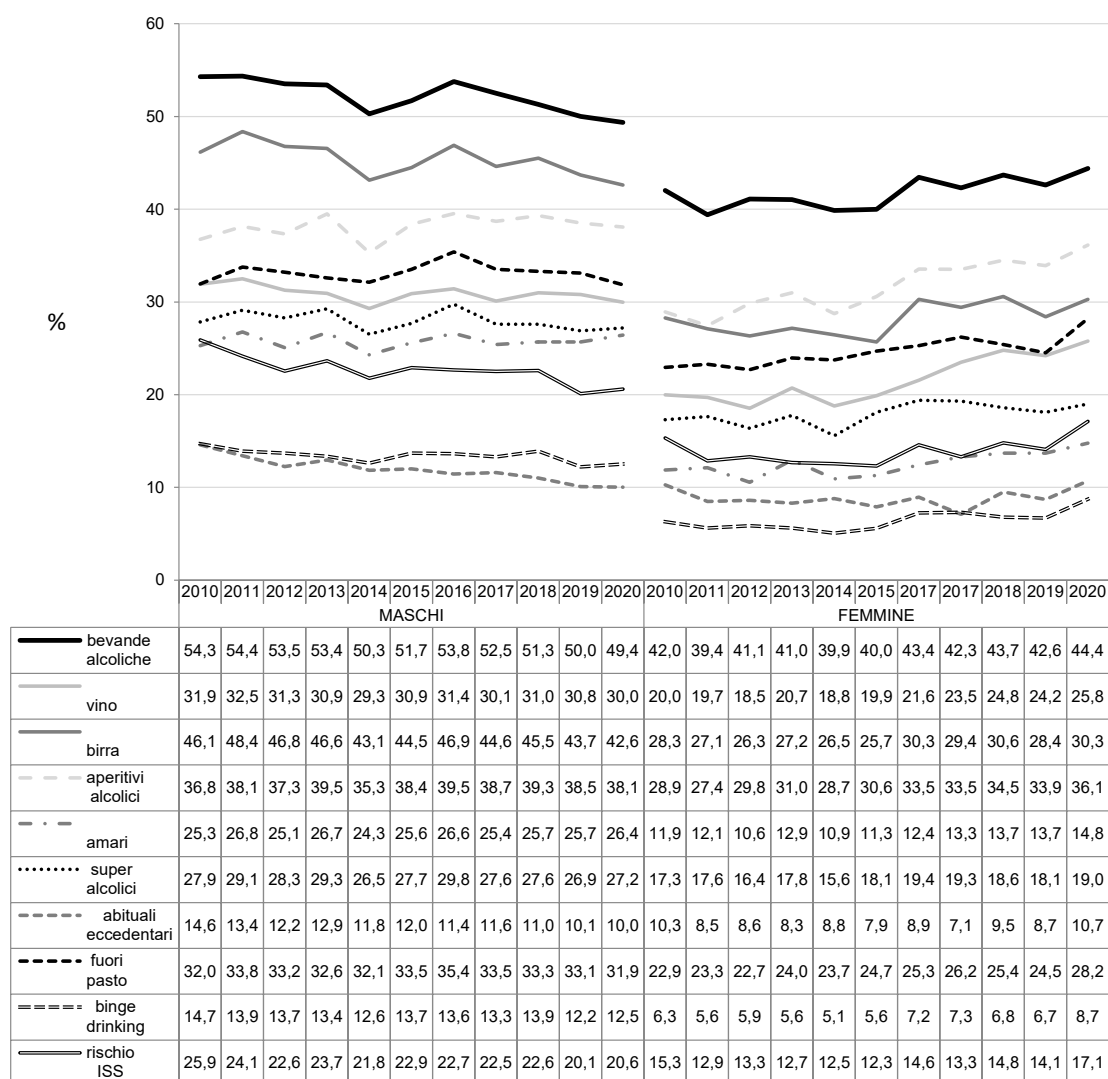 60
50
40
30
20
10
0
%
2010 2011 2012 2013 2014 2015 2016 2017 2018 2019 2020 2010 2011 2012 2013 2014 2015 2017 2017 2018 2019 2020
MASCHI FEMMINE
bevande
alcoliche 54,3 54,4 53,5 53,4 50,3 51,7 53,8 52,5 51,3 50,0 49,4 42,0 39,4 41,1 41,0 39,9 40,0 43,4 42,3 43,7 42,6 44,4
vino 31,9 32,5 31,3 30,9 29,3 30,9 31,4 30,1 31,0 30,8 30,0 20,0 19,7 18,5 20,7 18,8 19,9 21,6 23,5 24,8 24,2 25,8
birra 46,1 48,4 46,8 46,6 43,1 44,5 46,9 44,6 45,5 43,7 42,6 28,3 27,1 26,3 27,2 26,5 25,7 30,3 29,4 30,6 28,4 30,3
aperitivi
alcolici 36,8 38,1 37,3 39,5 35,3 38,4 39,5 38,7 39,3 38,5 38,1 28,9 27,4 29,8 31,0 28,7 30,6 33,5 33,5 34,5 33,9 36,1
amari 25,3 26,8 25,1 26,7 24,3 25,6 26,6 25,4 25,7 25,7 26,4 11,9 12,1 10,6 12,9 10,9 11,3 12,4 13,3 13,7 13,7 14,8
super
alcolici 27,9 29,1 28,3 29,3 26,5 27,7 29,8 27,6 27,6 26,9 27,2 17,3 17,6 16,4 17,8 15,6 18,1 19,4 19,3 18,6 18,1 19,0
abituali
eccedentari 14,6 13,4 12,2 12,9 11,8 12,0 11,4 11,6 11,0 10,1 10,0 10,3 8,5 8,6 8,3 8,8 7,9 8,9 7,1 9,5 8,7 10,7
fuori
pasto 32,0 33,8 33,2 32,6 32,1 33,5 35,4 33,5 33,3 33,1 31,9 22,9 23,3 22,7 24,0 23,7 24,7 25,3 26,2 25,4 24,5 28,2
binge
drinking 14,7 13,9 13,7 13,4 12,6 13,7 13,6 13,3 13,9 12,2 12,5 6,3 5,6 5,9 5,6 5,1 5,6 7,2 7,3 6,8 6,7 8,7
rischio
ISS 25,9 24,1 22,6 23,7 21,8 22,9 22,7 22,5 22,6 20,1 20,6 15,3 12,9 13,3 12,7 12,5 12,3 14,6 13,3 14,8 14,1 17,1